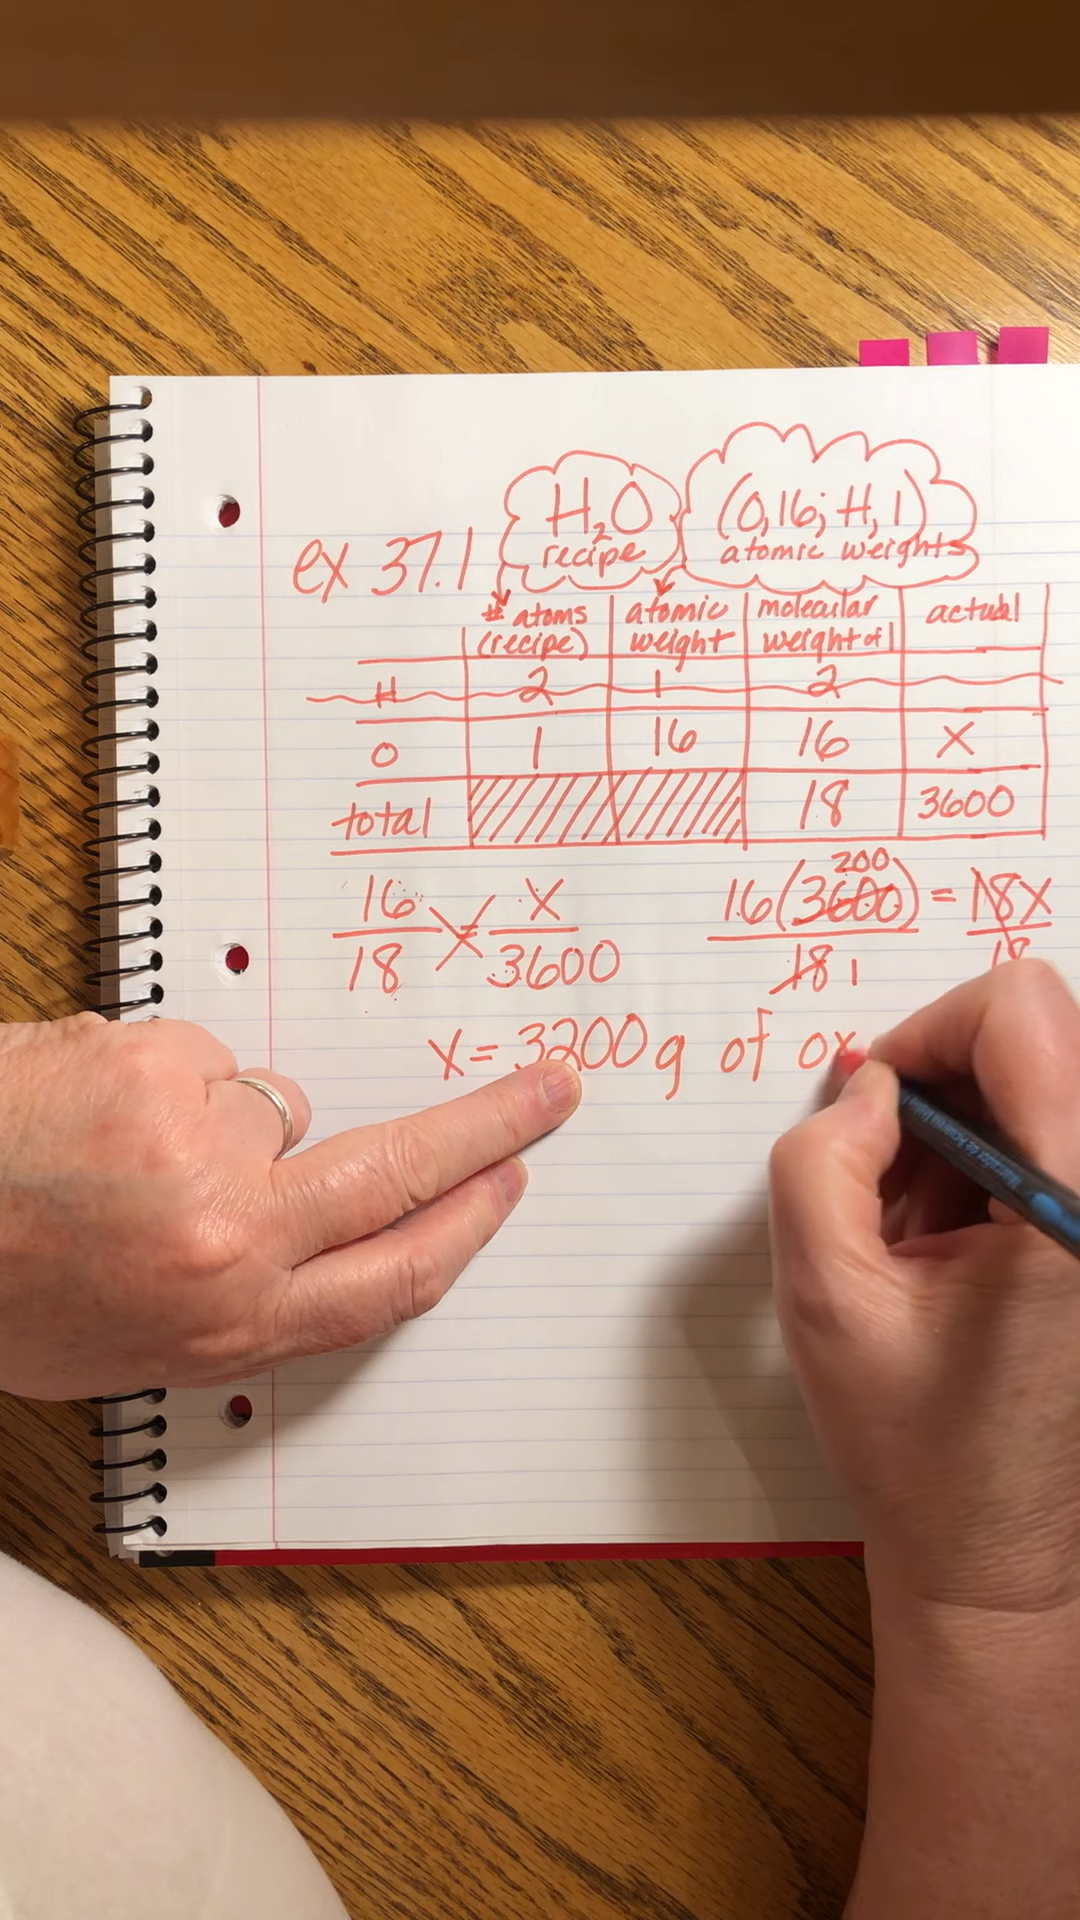 H₂O (O,16; H,1)
ex 37.1 recipe atomic weights
# atoms atomic molecular actual
(recipe) weight weight of 1
H 2 1 2
O 1 16 16 X
total 18 3600
200
16/18 = X/3600 16(3600)/18 1 = 18X/18
X = 3200 g of ox